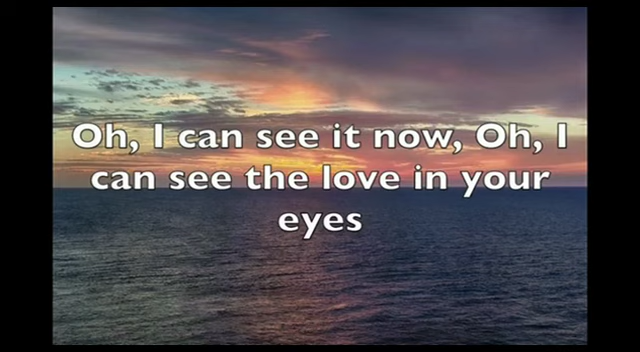 Oh, I can see it now, Oh, I
can see the love in your
eyes